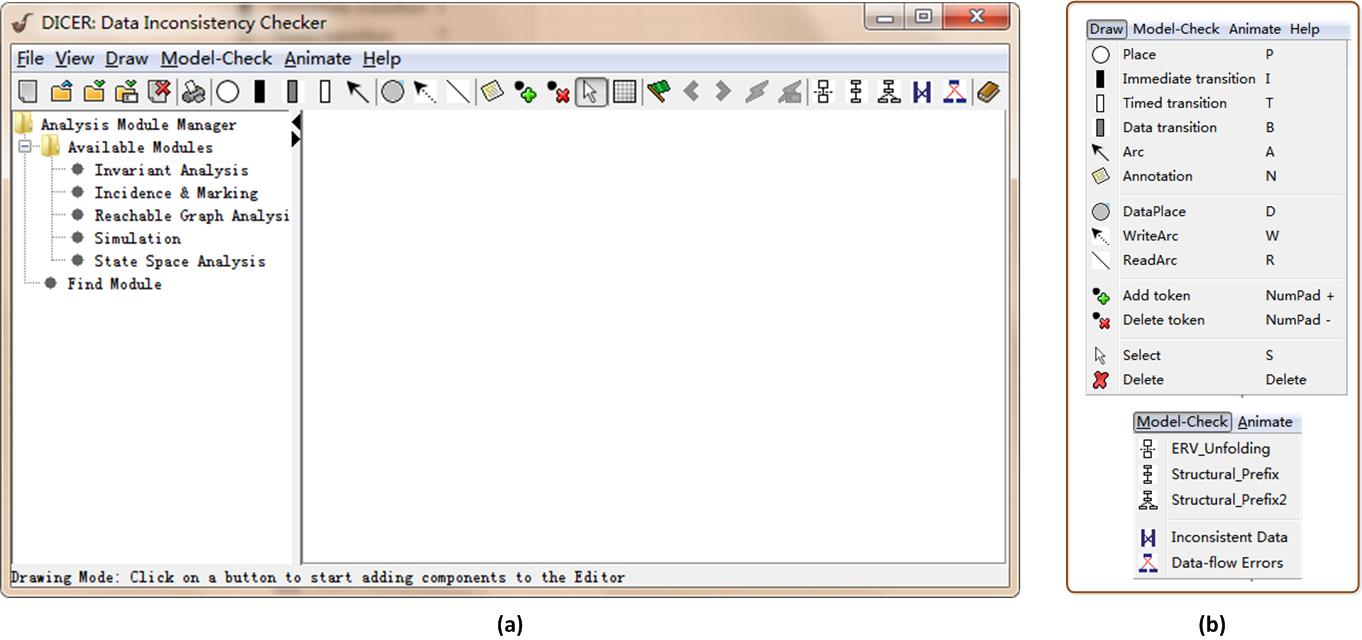 DICER: Data Inconsistency Checker
File View Draw Model-Check Animate Help
Analysis Module Manager
Available Modules
Invariant Analysis
Incidence & Marking
Reachable Graph Analysi
Simulation
State Space Analysis
Find Module
Drawing Mode: Click on a button to start adding components to the Editor
(a)
Draw Model-Check Animate Help
Place P
Immediate transition I
Timed transition T
Data transition B
Arc A
Annotation N
DataPlace D
WriteArc W
ReadArc R
Add token NumPad +
Delete token NumPad -
Select S
Delete Delete
Model-Check Animate
ERV_Unfolding
Structural_Prefix
Structural_Prefix2
Inconsistent Data
Data-flow Errors
(b)